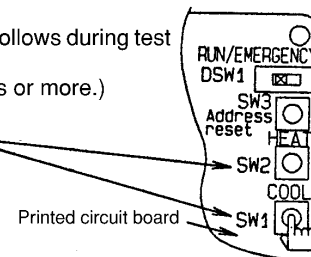 ollows during test
RUN/EMERGENCY
DSW1
s or more.)
SW3
Address
reset
HEAT
SW2
COOL
SW1
Printed circuit board